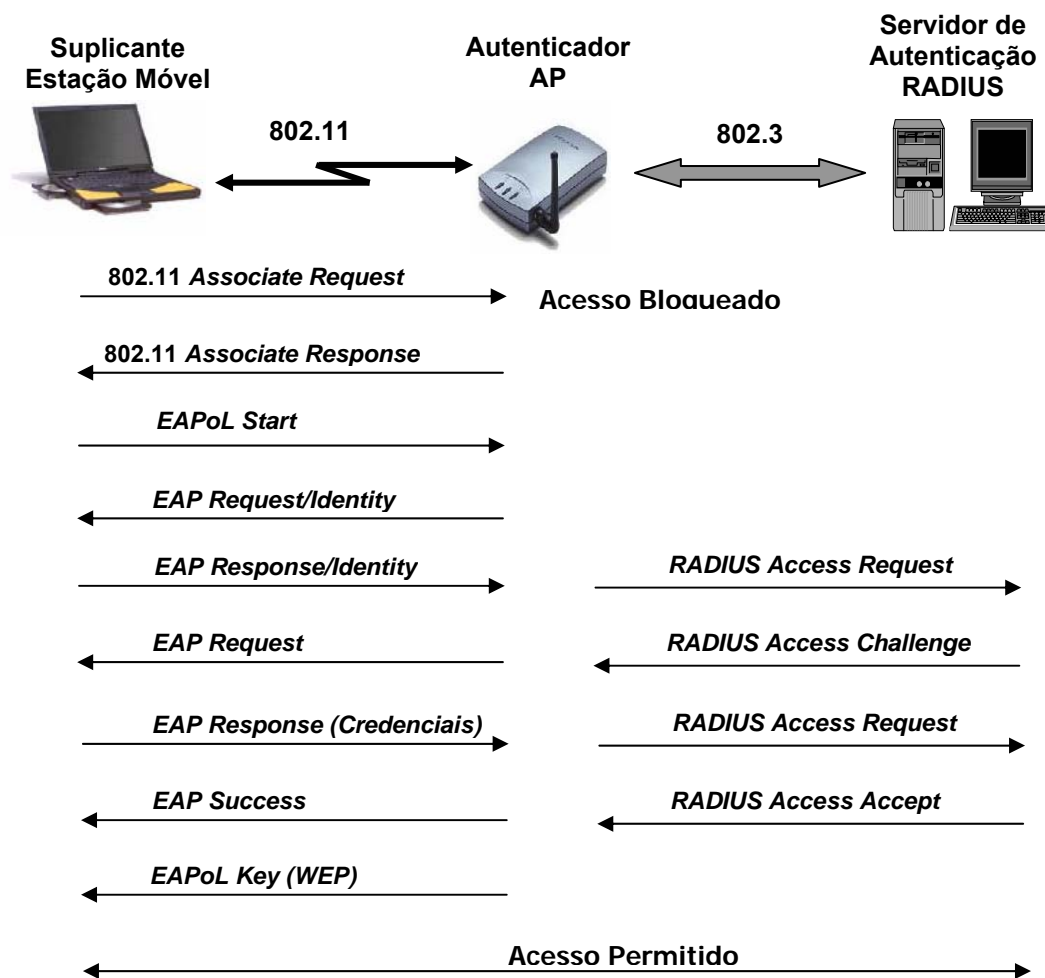 Suplicante
Estação Móvel
Autenticador
AP
Servidor de
Autenticação
RADIUS
802.11
802.3
802.11 Associate Request
Acesso Bloqueado
802.11 Associate Response
EAPoL Start
EAP Request/Identity
EAP Response/Identity
RADIUS Access Request
EAP Request
RADIUS Access Challenge
EAP Response (Credenciais)
RADIUS Access Request
EAP Success
RADIUS Access Accept
EAPoL Key (WEP)
Acesso Permitido